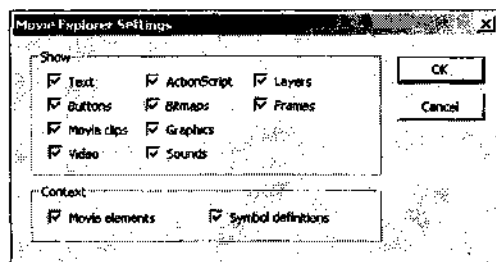 Movie Explorer Settings
Show
Text ActionScript Layers
Buttons Bitmaps Frames
Movie clips Graphics
Video Sounds
Context
Movie elements Symbol definitions
OK
Cancel